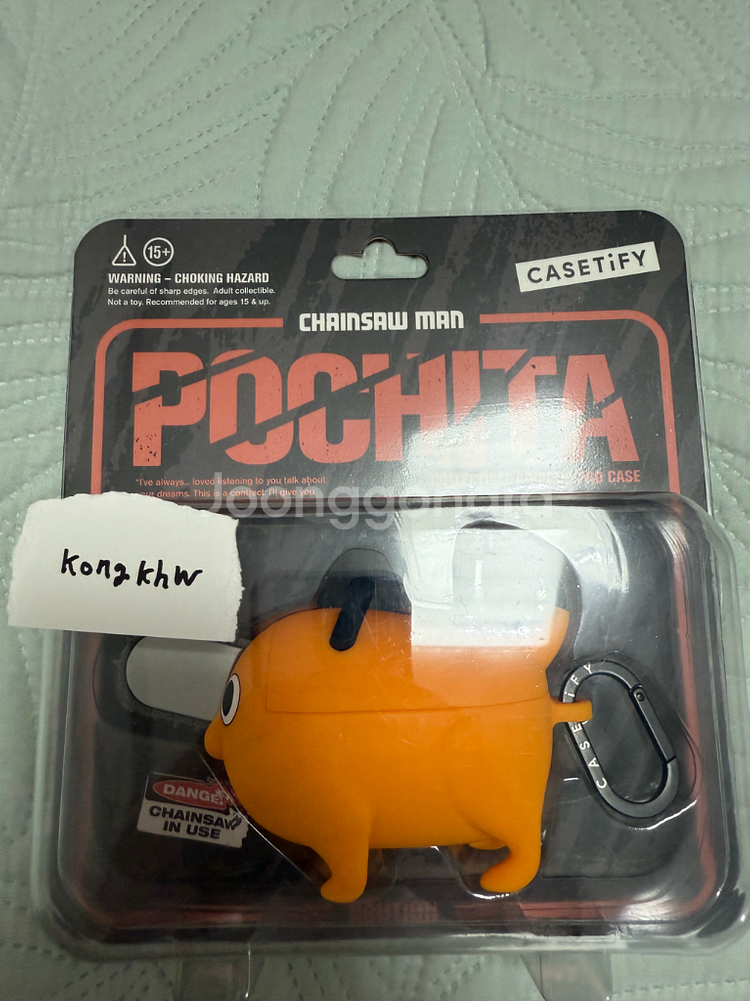 15+
WARNING – CHOKING HAZARD
Be careful of sharp edges. Adult collectible.
Not a toy. Recommended for ages 15 & up.
CASETiFY
CHAINSAW MAN
POCHITA
"I've always.. loved listening to you talk about
your dreams. This is a contract. I'll give you
CASE
Joonggonara
kongkhw
CASETiFY
DANGER
CHAINSAW
IN USE